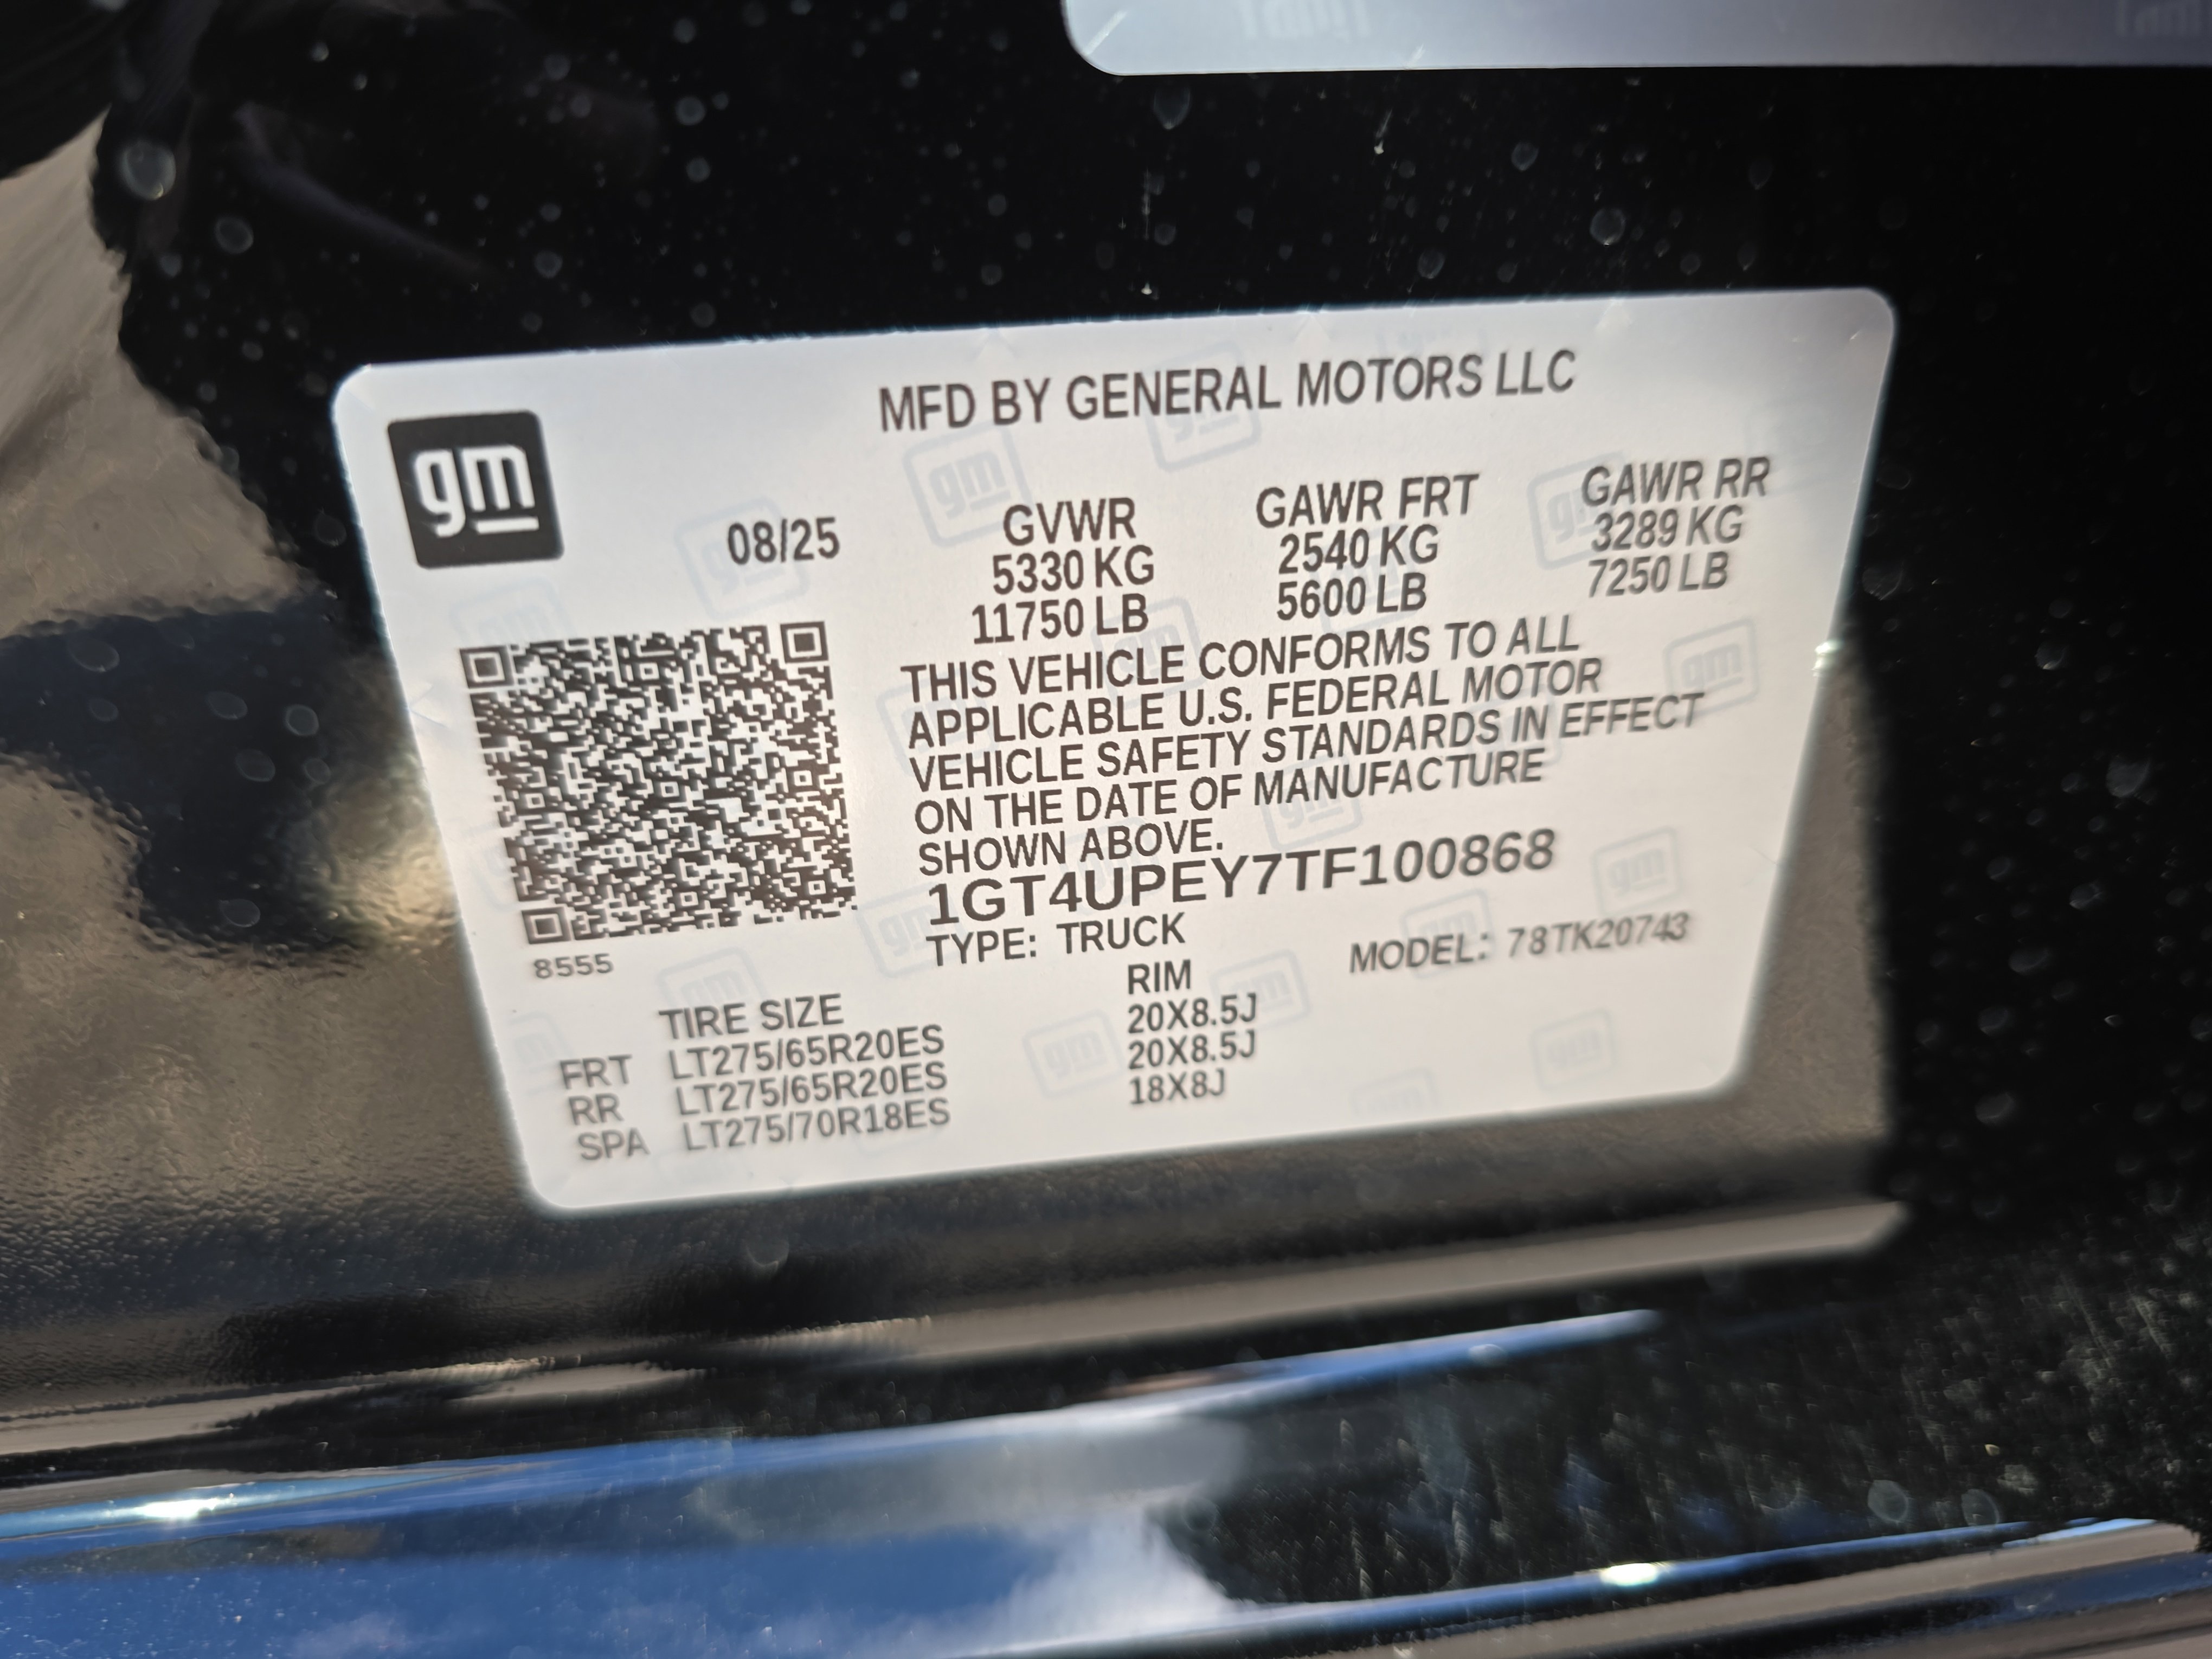 MFD BY GENERAL MOTORS LLC
gm
08/25
GVWR
5330 KG
11750 LB
GAWR FRT
2540 KG
5600 LB
GAWR RR
3289 KG
7250 LB
THIS VEHICLE CONFORMS TO ALL
APPLICABLE U.S. FEDERAL MOTOR
VEHICLE SAFETY STANDARDS IN EFFECT
ON THE DATE OF MANUFACTURE
SHOWN ABOVE.
1GT4UPEY7TF100868
TYPE: TRUCK
MODEL: 78TK20743
8555
TIRE SIZE RIM
FRT LT275/65R20ES 20X8.5J
RR LT275/65R20ES 20X8.5J
SPA LT275/70R18ES 18X8J